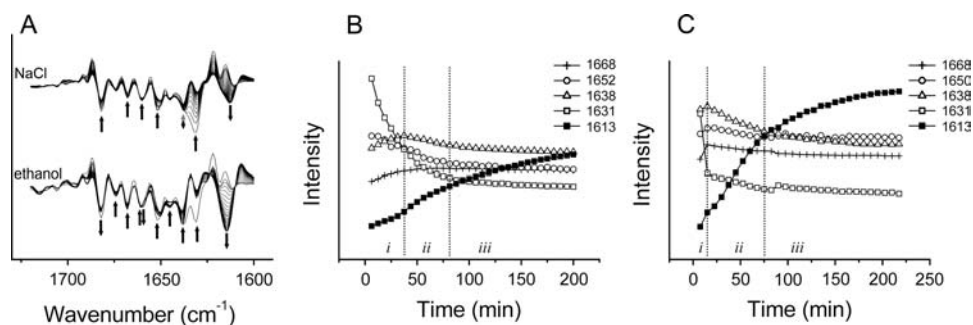 A
NaCl
ethanol
1700
1650
1600
Wavenumber (cm⁻¹)
B
1668
1652
1638
1631
1613
Intensity
i
ii
iii
0
50
100
150
200
Time (min)
C
1668
1650
1638
1631
1613
Intensity
i
ii
iii
0
50
100
150
200
250
Time (min)